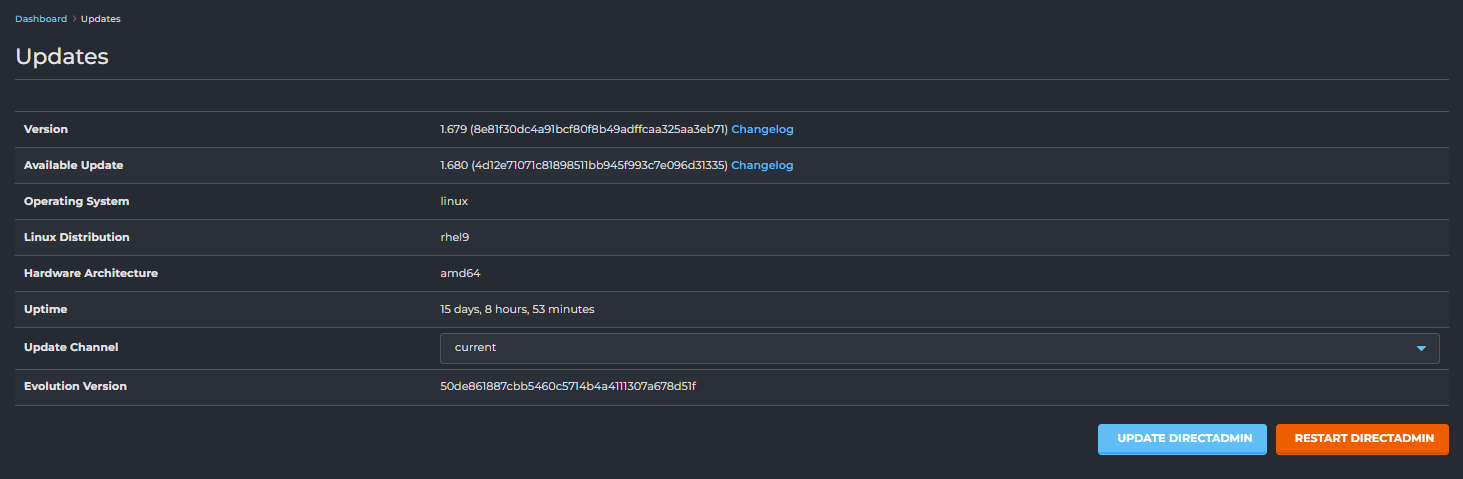 Dashboard > Updates
Updates
Version 1.679 (8e81f30dc4a91bcf80f8b49adffcaa325aa3eb71) Changelog
Available Update 1.680 (4d12e71071c81898511bb945f993c7e096d31335) Changelog
Operating System linux
Linux Distribution rhel9
Hardware Architecture amd64
Uptime 15 days, 8 hours, 53 minutes
Update Channel current
Evolution Version 50de861887cbb5460c5714b4a4111307a678d51f
UPDATE DIRECTADMIN RESTART DIRECTADMIN